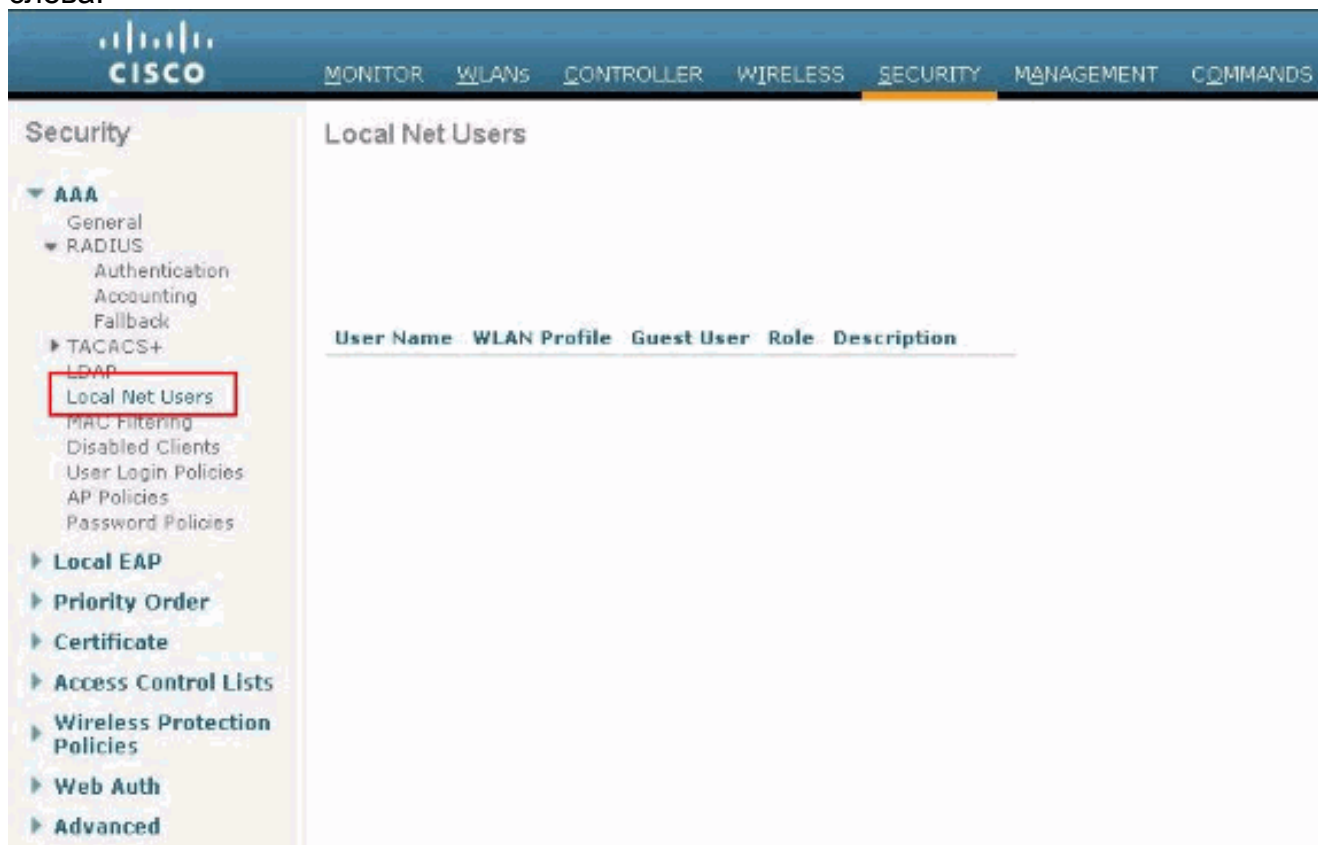 слева:
CISCO
MONITOR WLANs CONTROLLER WIRELESS SECURITY MANAGEMENT COMMANDS
Security
AAA
General
RADIUS
Authentication
Accounting
Fallback
TACACS+
LDAP
Local Net Users
MAC Filtering
Disabled Clients
User Login Policies
AP Policies
Password Policies
Local EAP
Priority Order
Certificate
Access Control Lists
Wireless Protection
Policies
Web Auth
Advanced
Local Net Users
User Name WLAN Profile Guest User Role Description